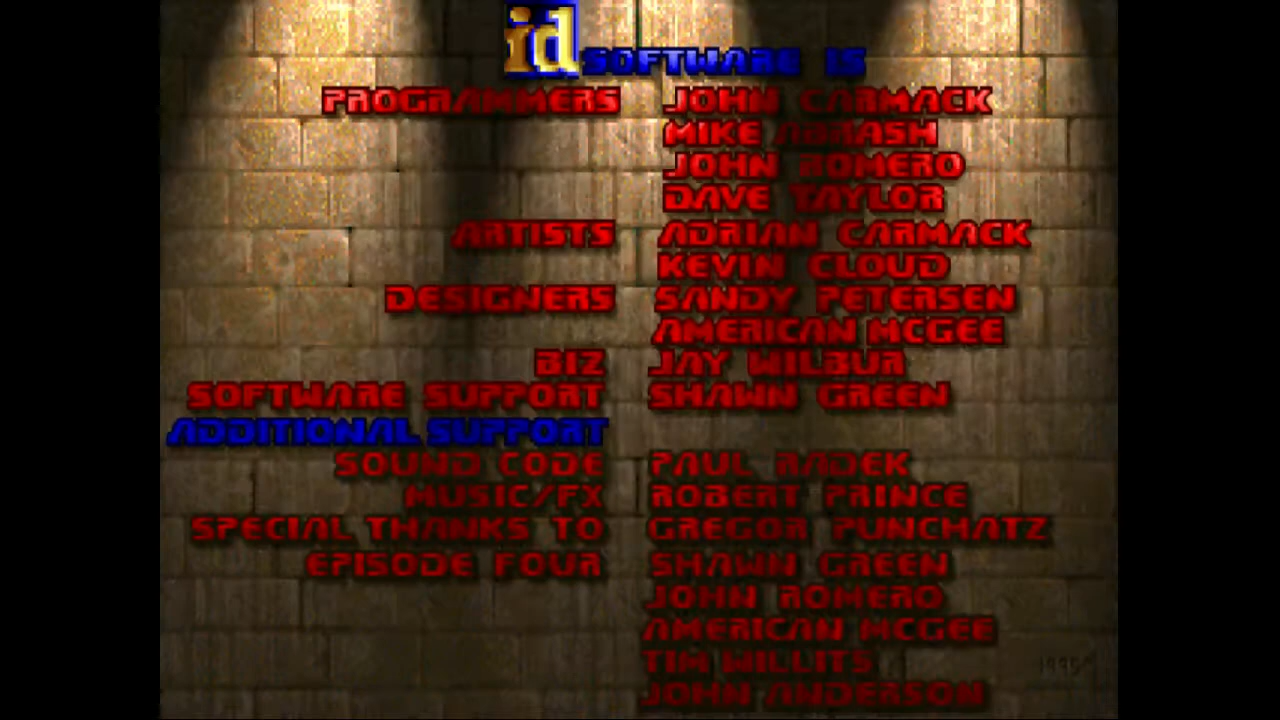 id SOFTWARE IS
PROGRAMMERS JOHN CARMACK
MIKE ABRASH
JOHN ROMERO
DAVE TAYLOR
ARTISTS ADRIAN CARMACK
KEVIN CLOUD
DESIGNERS SANDY PETERSEN
AMERICAN MCGEE
BIZ JAY WILBUR
SOFTWARE SUPPORT SHAWN GREEN
ADDITIONAL SUPPORT
SOUND CODE PAUL RADEK
MUSIC/FX ROBERT PRINCE
SPECIAL THANKS TO GREGOR PUNCHATZ
EPISODE FOUR SHAWN GREEN
JOHN ROMERO
AMERICAN MCGEE
TIM WILLITS
1995
JOHN ANDERSON